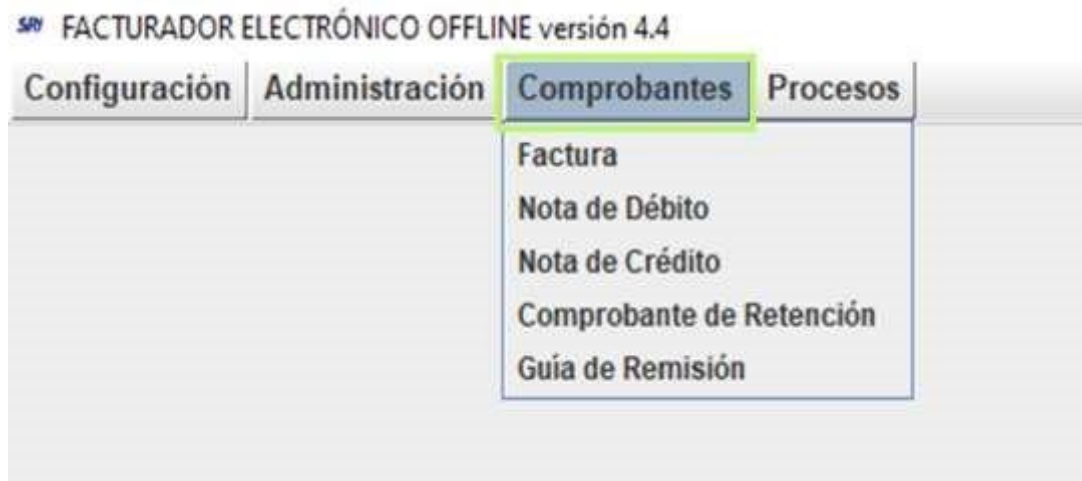 SRI FACTURADOR ELECTRÓNICO OFFLINE versión 4.4
Configuración Administración Comprobantes Procesos
Factura
Nota de Débito
Nota de Crédito
Comprobante de Retención
Guía de Remisión